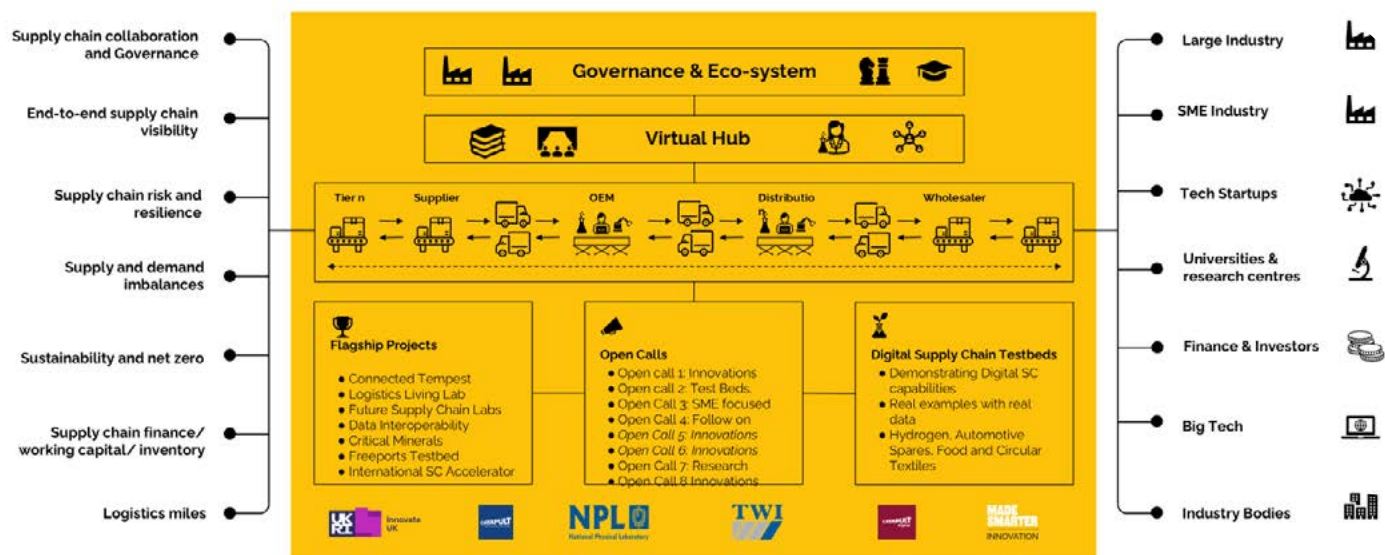 Supply chain collaboration
and Governance
End-to-end supply chain
visibility
Supply chain risk and
resilience
Supply and demand
imbalances
Sustainability and net zero
Supply chain finance/
working capital/ inventory
Logistics miles
Governance & Eco-system
Virtual Hub
Tier n
Supplier
OEM
Distributio
n
Wholesaler
Flagship Projects
• Connected Tempest
• Logistics Living Lab
• Future Supply Chain Labs
• Data Interoperability
• Critical Minerals
• Freeports Testbed
• International SC Accelerator
Open Calls
• Open call 1: Innovations
• Open call 2: Test Beds.
• Open Call 3: SME focused
• Open Call 4: Follow on
• Open Call 5: Innovations
• Open Call 6: Innovations
• Open Call 7: Research
• Open Call 8 Innovations
Digital Supply Chain Testbeds
• Demonstrating Digital SC
capabilities
• Real examples with real
data
• Hydrogen, Automotive
Spares, Food and Circular
Textiles
UK
RI
Innovate
UK
CATAPULT
NPL
National Physical Laboratory
TWI
CATAPULT
MADE
SMARTER
INNOVATION
Large Industry
SME Industry
Tech Startups
Universities &
research centres
Finance & Investors
Big Tech
Industry Bodies